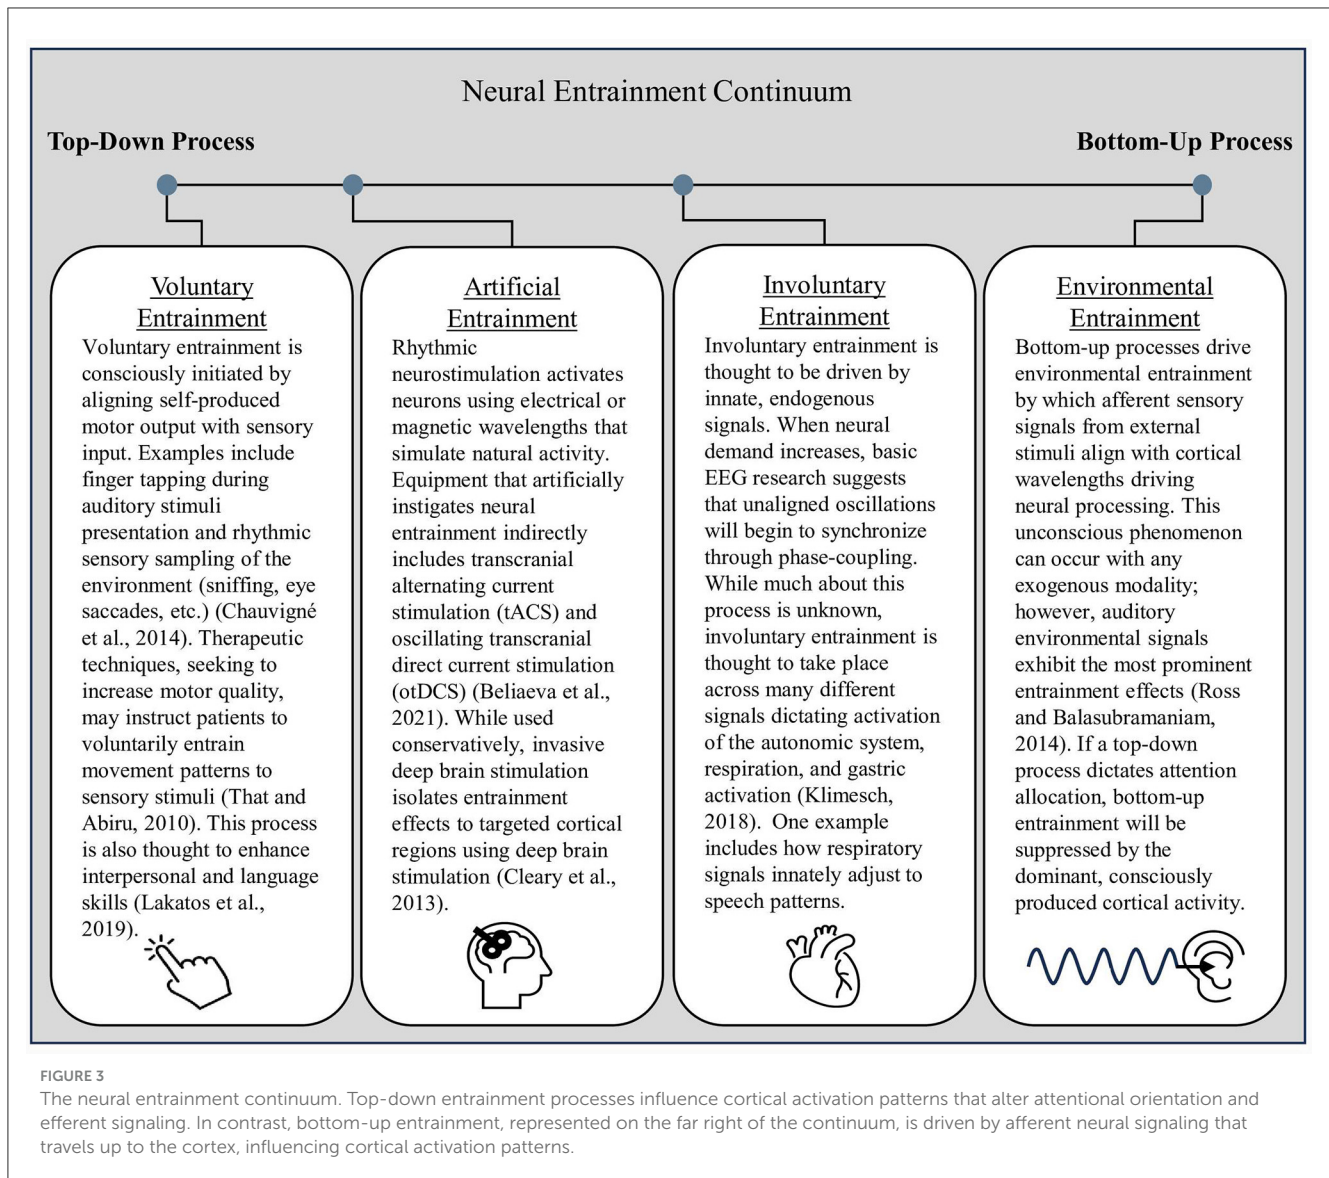 Neural Entrainment Continuum
Top-Down Process
Bottom-Up Process
Voluntary
Entrainment
Voluntary entrainment is
consciously initiated by
aligning self-produced
motor output with sensory
input. Examples include
finger tapping during
auditory stimuli
presentation and rhythmic
sensory sampling of the
environment (sniffing, eye
saccades, etc.) (Chauvigné
et al., 2014). Therapeutic
techniques, seeking to
increase motor quality,
may instruct patients to
voluntarily entrain
movement patterns to
sensory stimuli (That and
Abiru, 2010). This process
is also thought to enhance
interpersonal and language
skills (Lakatos et al.,
2019).
Artificial
Entrainment
Rhythmic
neurostimulation activates
neurons using electrical or
magnetic wavelengths that
simulate natural activity.
Equipment that artificially
instigates neural
entrainment indirectly
includes transcranial
alternating current
stimulation (tACS) and
oscillating transcranial
direct current stimulation
(otDCS) (Beliaeva et al.,
2021). While used
conservatively, invasive
deep brain stimulation
isolates entrainment
effects to targeted cortical
regions using deep brain
stimulation (Cleary et al.,
2013).
Involuntary
Entrainment
Involuntary entrainment is
thought to be driven by
innate, endogenous
signals. When neural
demand increases, basic
EEG research suggests
that unaligned oscillations
will begin to synchronize
through phase-coupling.
While much about this
process is unknown,
involuntary entrainment is
thought to take place
across many different
signals dictating activation
of the autonomic system,
respiration, and gastric
activation (Klimesch,
2018). One example
includes how respiratory
signals innately adjust to
speech patterns.
Environmental
Entrainment
Bottom-up processes drive
environmental entrainment
by which afferent sensory
signals from external
stimuli align with cortical
wavelengths driving
neural processing. This
unconscious phenomenon
can occur with any
exogenous modality;
however, auditory
environmental signals
exhibit the most prominent
entrainment effects (Ross
and Balasubramaniam,
2014). If a top-down
process dictates attention
allocation, bottom-up
entrainment will be
suppressed by the
dominant, consciously
produced cortical activity.
FIGURE 3
The neural entrainment continuum. Top-down entrainment processes influence cortical activation patterns that alter attentional orientation and
efferent signaling. In contrast, bottom-up entrainment, represented on the far right of the continuum, is driven by afferent neural signaling that
travels up to the cortex, influencing cortical activation patterns.